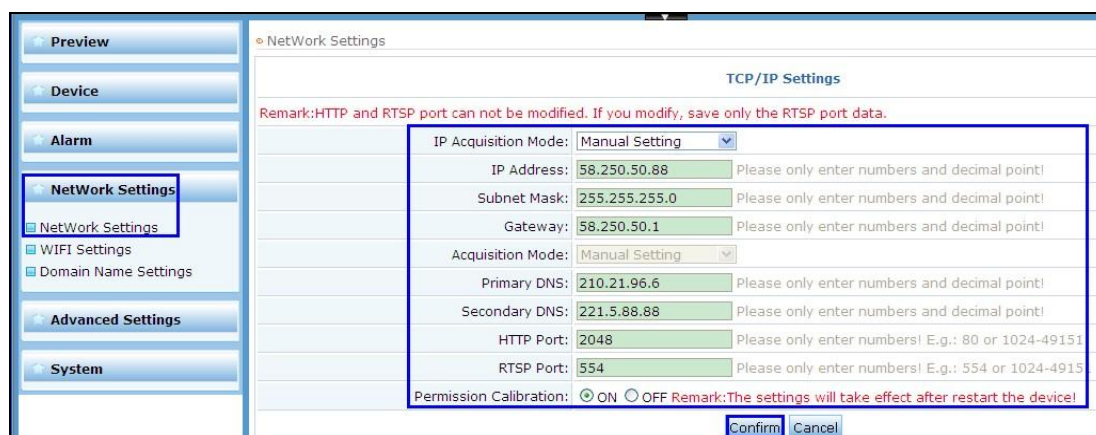 Preview
Device
Alarm
NetWork Settings
NetWork Settings
WIFI Settings
Domain Name Settings
Advanced Settings
System
NetWork Settings
TCP/IP Settings
Remark:HTTP and RTSP port can not be modified. If you modify, save only the RTSP port data.
IP Acquisition Mode: Manual Setting
IP Address: 58.250.50.88 Please only enter numbers and decimal point!
Subnet Mask: 255.255.255.0 Please only enter numbers and decimal point!
Gateway: 58.250.50.1 Please only enter numbers and decimal point!
Acquisition Mode: Manual Setting
Primary DNS: 210.21.96.6 Please only enter numbers and decimal point!
Secondary DNS: 221.5.88.88 Please only enter numbers and decimal point!
HTTP Port: 2048 Please only enter numbers! E.g.: 80 or 1024-49151
RTSP Port: 554 Please only enter numbers! E.g.: 554 or 1024-4915
Permission Calibration: ON OFF Remark:The settings will take effect after restart the device!
Confirm Cancel